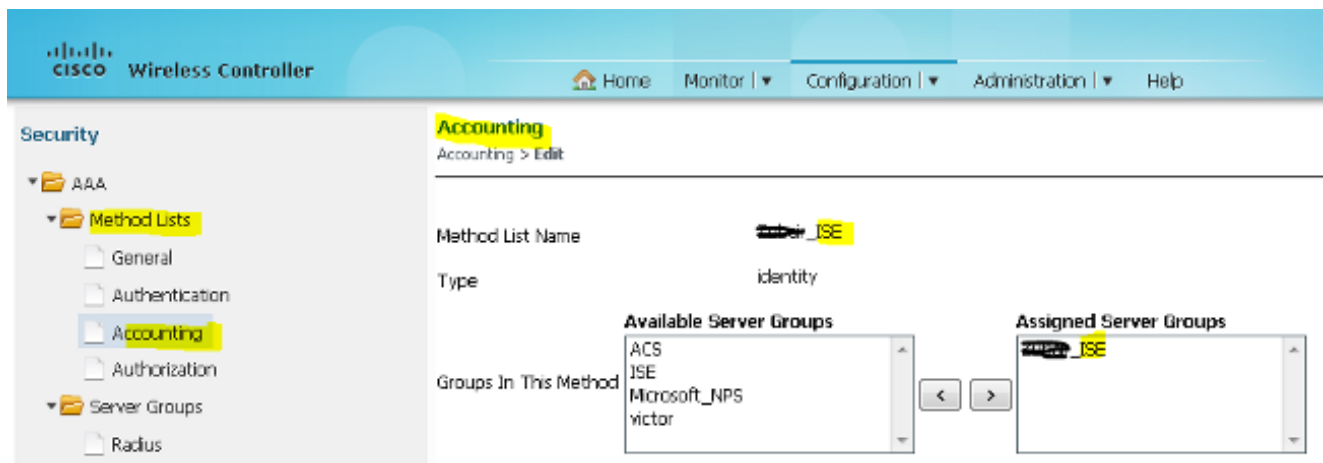 CISCO Wireless Controller
Home Monitor Configuration Administration Help
Security
AAA
Method Lists
General
Authentication
Accounting
Authorization
Server Groups
Radius
Accounting
Accounting > Edit
Method List Name _ISE
Type identity
Available Server Groups Assigned Server Groups
Groups In This Method
ACS
ISE
Microsoft_NPS
victor
< >
_ISE